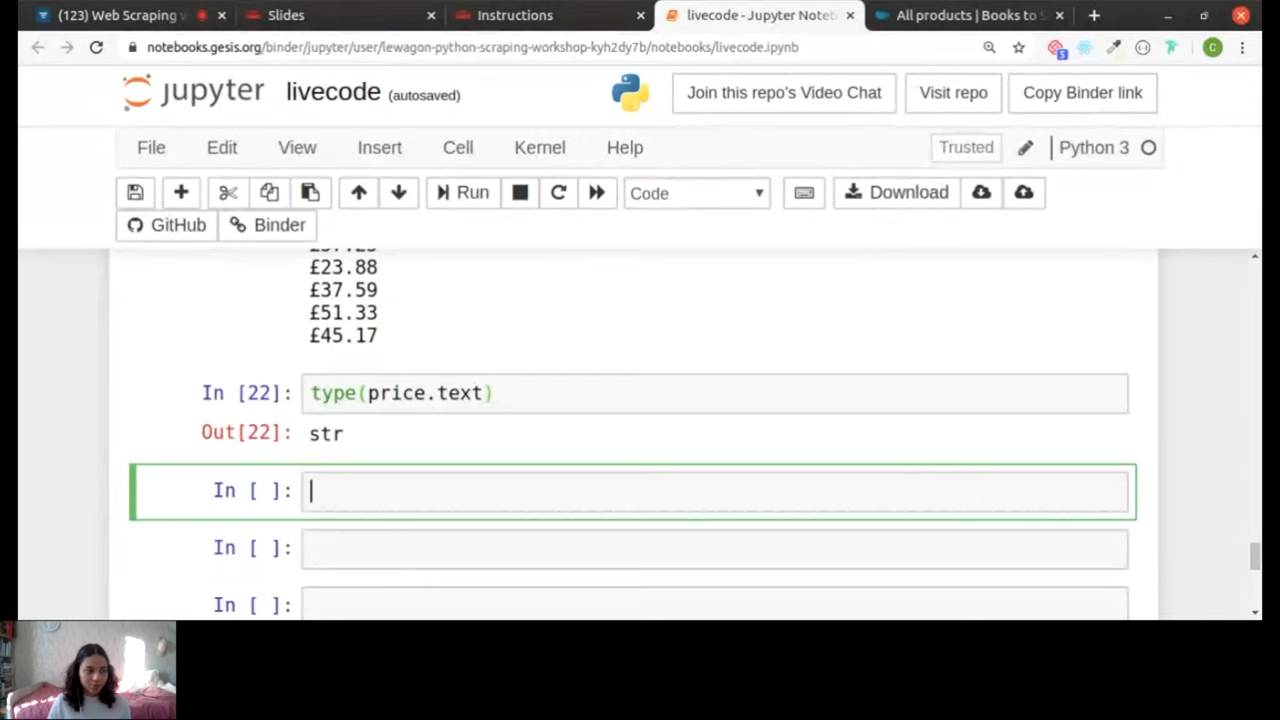 (123) Web Scraping
Slides
Instructions
livecode - Jupyter Note
All products | Books to S
notebooks.gesis.org/binder/jupyter/user/lewagon-python-scraping-workshop-kyh2dy7b/notebooks/livecode.ipynb
jupyter livecode (autosaved)
Join this repo's Video Chat
Visit repo
Copy Binder link
File Edit View Insert Cell Kernel Help
Trusted
Python 3
Run
Code
Download
GitHub
Binder
£23.88
£37.59
£51.33
£45.17
In [22]: type(price.text)
Out[22]: str
In [ ]:
In [ ]:
In [ ]: